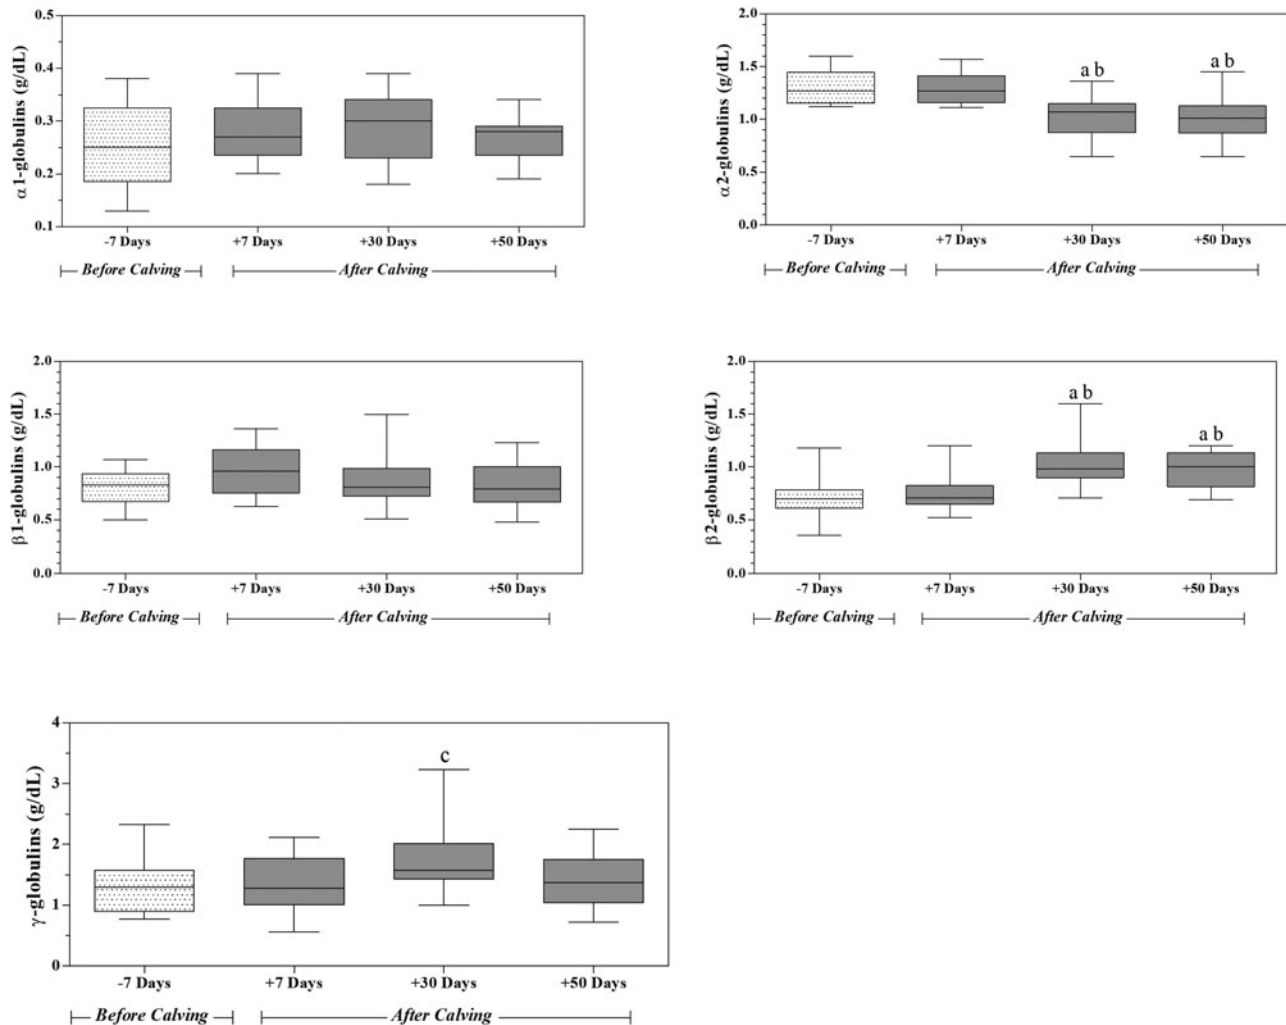 α1-globulins (g/dL)
0.5
0.4
0.3
0.2
0.1
-7 Days +7 Days +30 Days +50 Days
Before Calving After Calving
α2-globulins (g/dL)
2.0
1.5
1.0
0.5
0.0
a b a b
-7 Days +7 Days +30 Days +50 Days
Before Calving After Calving
β1-globulins (g/dL)
2.0
1.5
1.0
0.5
0.0
-7 Days +7 Days +30 Days +50 Days
Before Calving After Calving
β2-globulins (g/dL)
2.0
1.5
1.0
0.5
0.0
a b
a b
-7 Days +7 Days +30 Days +50 Days
Before Calving After Calving
γ-globulins (g/dL)
4
3
2
1
0
c
-7 Days +7 Days +30 Days +50 Days
Before Calving After Calving